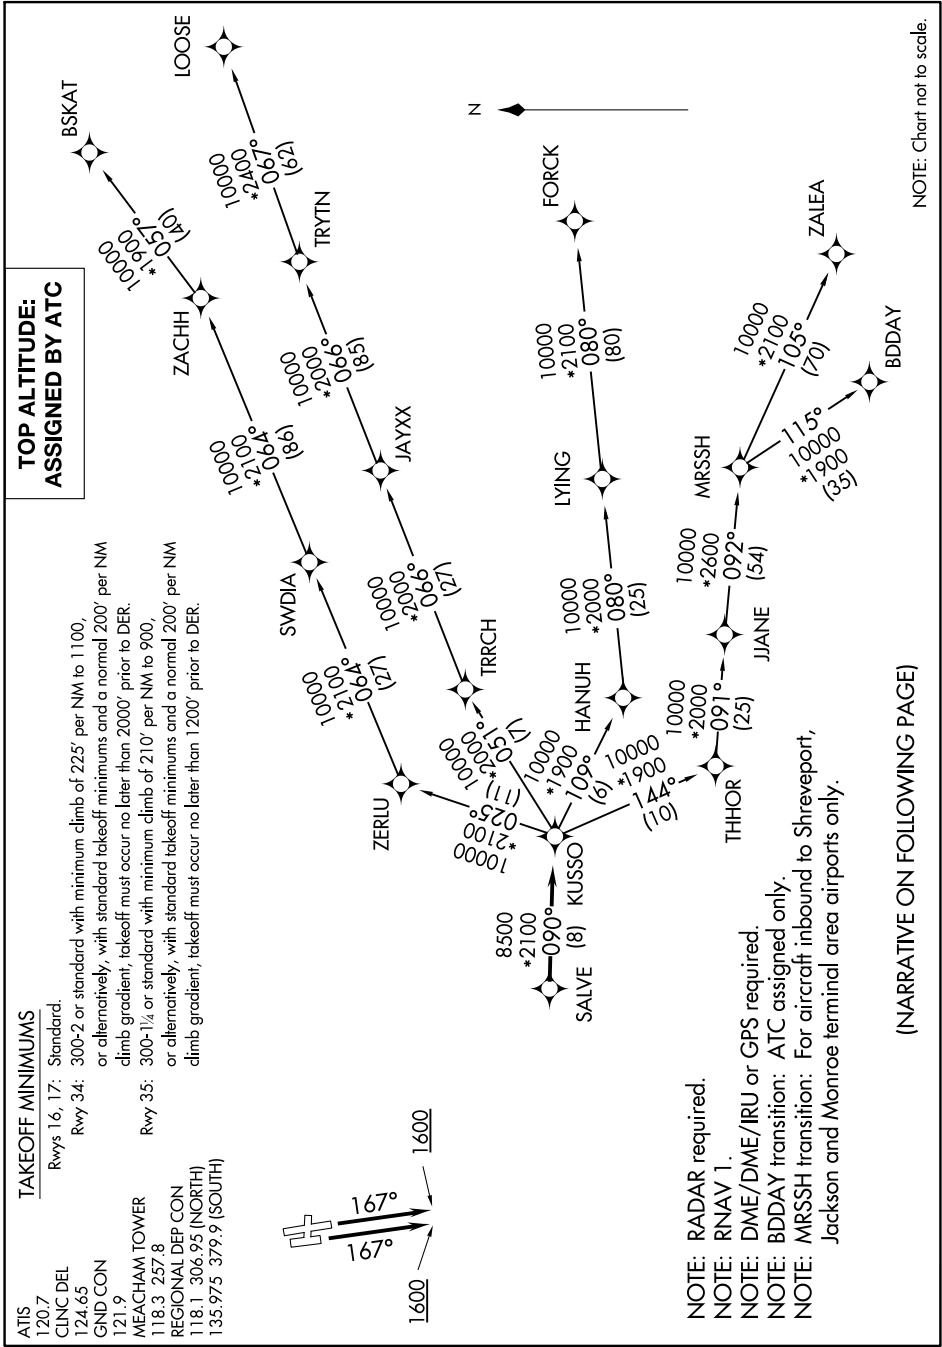 ATIS
120.7
CLNC DEL
124.65
GND CON
121.9
MEACHAM TOWER
118.3 257.8
REGIONAL DEP CON
118.1 306.95 (NORTH)
135.975 379.9 (SOUTH)
TAKEOFF MINIMUMS
Rwys 16, 17: Standard.
Rwy 34: 300-2 or standard with minimum climb of 225' per NM to 1100,
or alternatively, with standard takeoff minimums and a normal 200' per NM
climb gradient, takeoff must occur no later than 2000' prior to DER.
Rwy 35: 300-1¼ or standard with minimum climb of 210' per NM to 900,
or alternatively, with standard takeoff minimums and a normal 200' per NM
climb gradient, takeoff must occur no later than 1200' prior to DER.
TOP ALTITUDE:
ASSIGNED BY ATC
BSKAT
LOOSE
10000
*1900
057°
(40)
ZACHH
10000
*2400
067°
(62)
TRYTN
10000
*2100
064°
(86)
SWDIA
10000
*2000
066°
(85)
JAYXX
10000
*2100
064°
(27)
ZERLU
10000
*2000
066°
(27)
TRRCH
10000
*2100
025°
(11)
10000
*2000
051°
(7)
N
FORCK
10000
*2100
080°
(80)
LYING
10000
*2000
080°
(25)
HANUH
10000
*1900
109°
(9)
8500
*2100
090°
(8)
SALVE
KUSSO
10000
*1900
144°
(10)
THHOR
10000
*2000
091°
(25)
JJANE
10000
*2600
092°
(54)
MRSSH
10000
*2100
105°
(70)
ZALEA
115°
10000
*1900
(35)
BDDAY
167°
167°
1600
1600
NOTE: RADAR required.
NOTE: RNAV 1.
NOTE: DME/DME/IRU or GPS required.
NOTE: BDDAY transition: ATC assigned only.
NOTE: MRSSH transition: For aircraft inbound to Shreveport,
Jackson and Monroe terminal area airports only.
(NARRATIVE ON FOLLOWING PAGE)
NOTE: Chart not to scale.